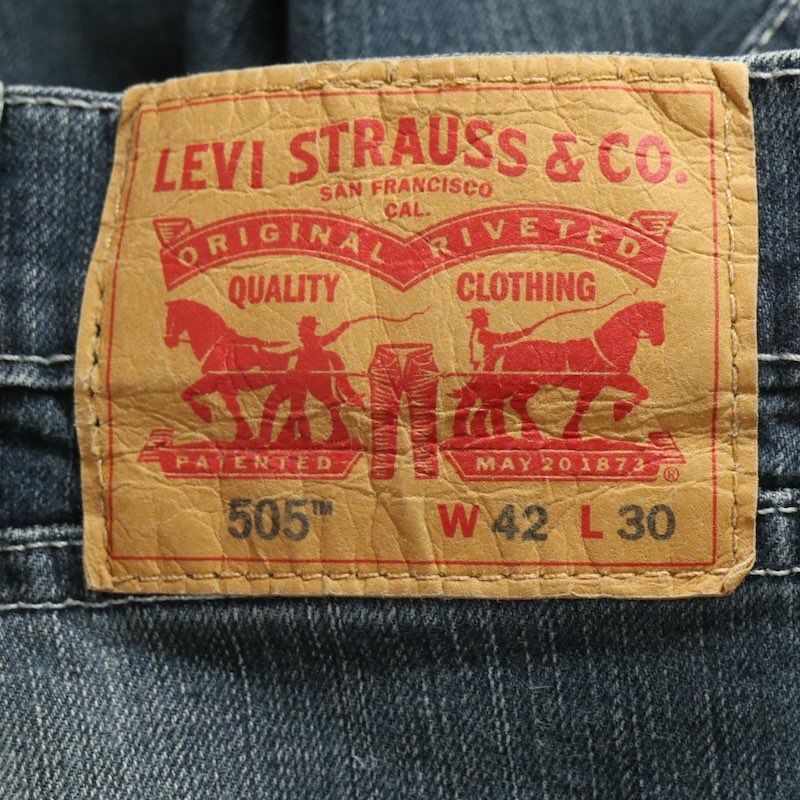 LEVI STRAUSS & CO.
SAN FRANCISCO
CAL.
ORIGINAL RIVETED
QUALITY CLOTHING
PATENTED MAY 20 1873 ®
505™ W 42 L 30